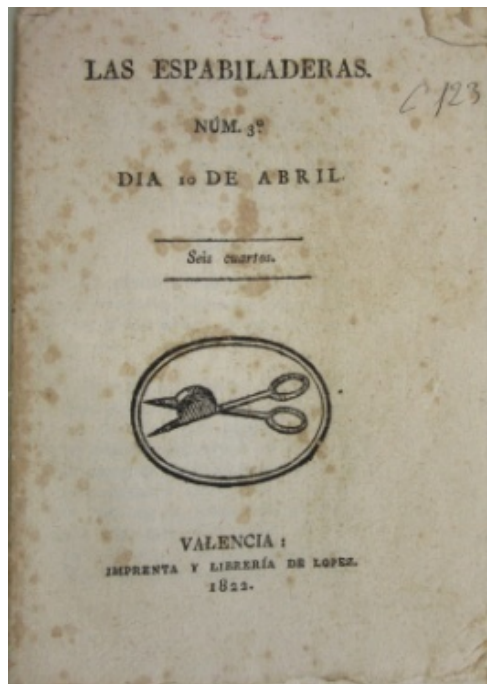 LAS ESPABILADERAS.
NÚM. 3º
DIA 10 DE ABRIL.
Seis cuartos.
VALENCIA:
IMPRENTA Y LIBRERÍA DE LOPEZ.
1822.
C 123